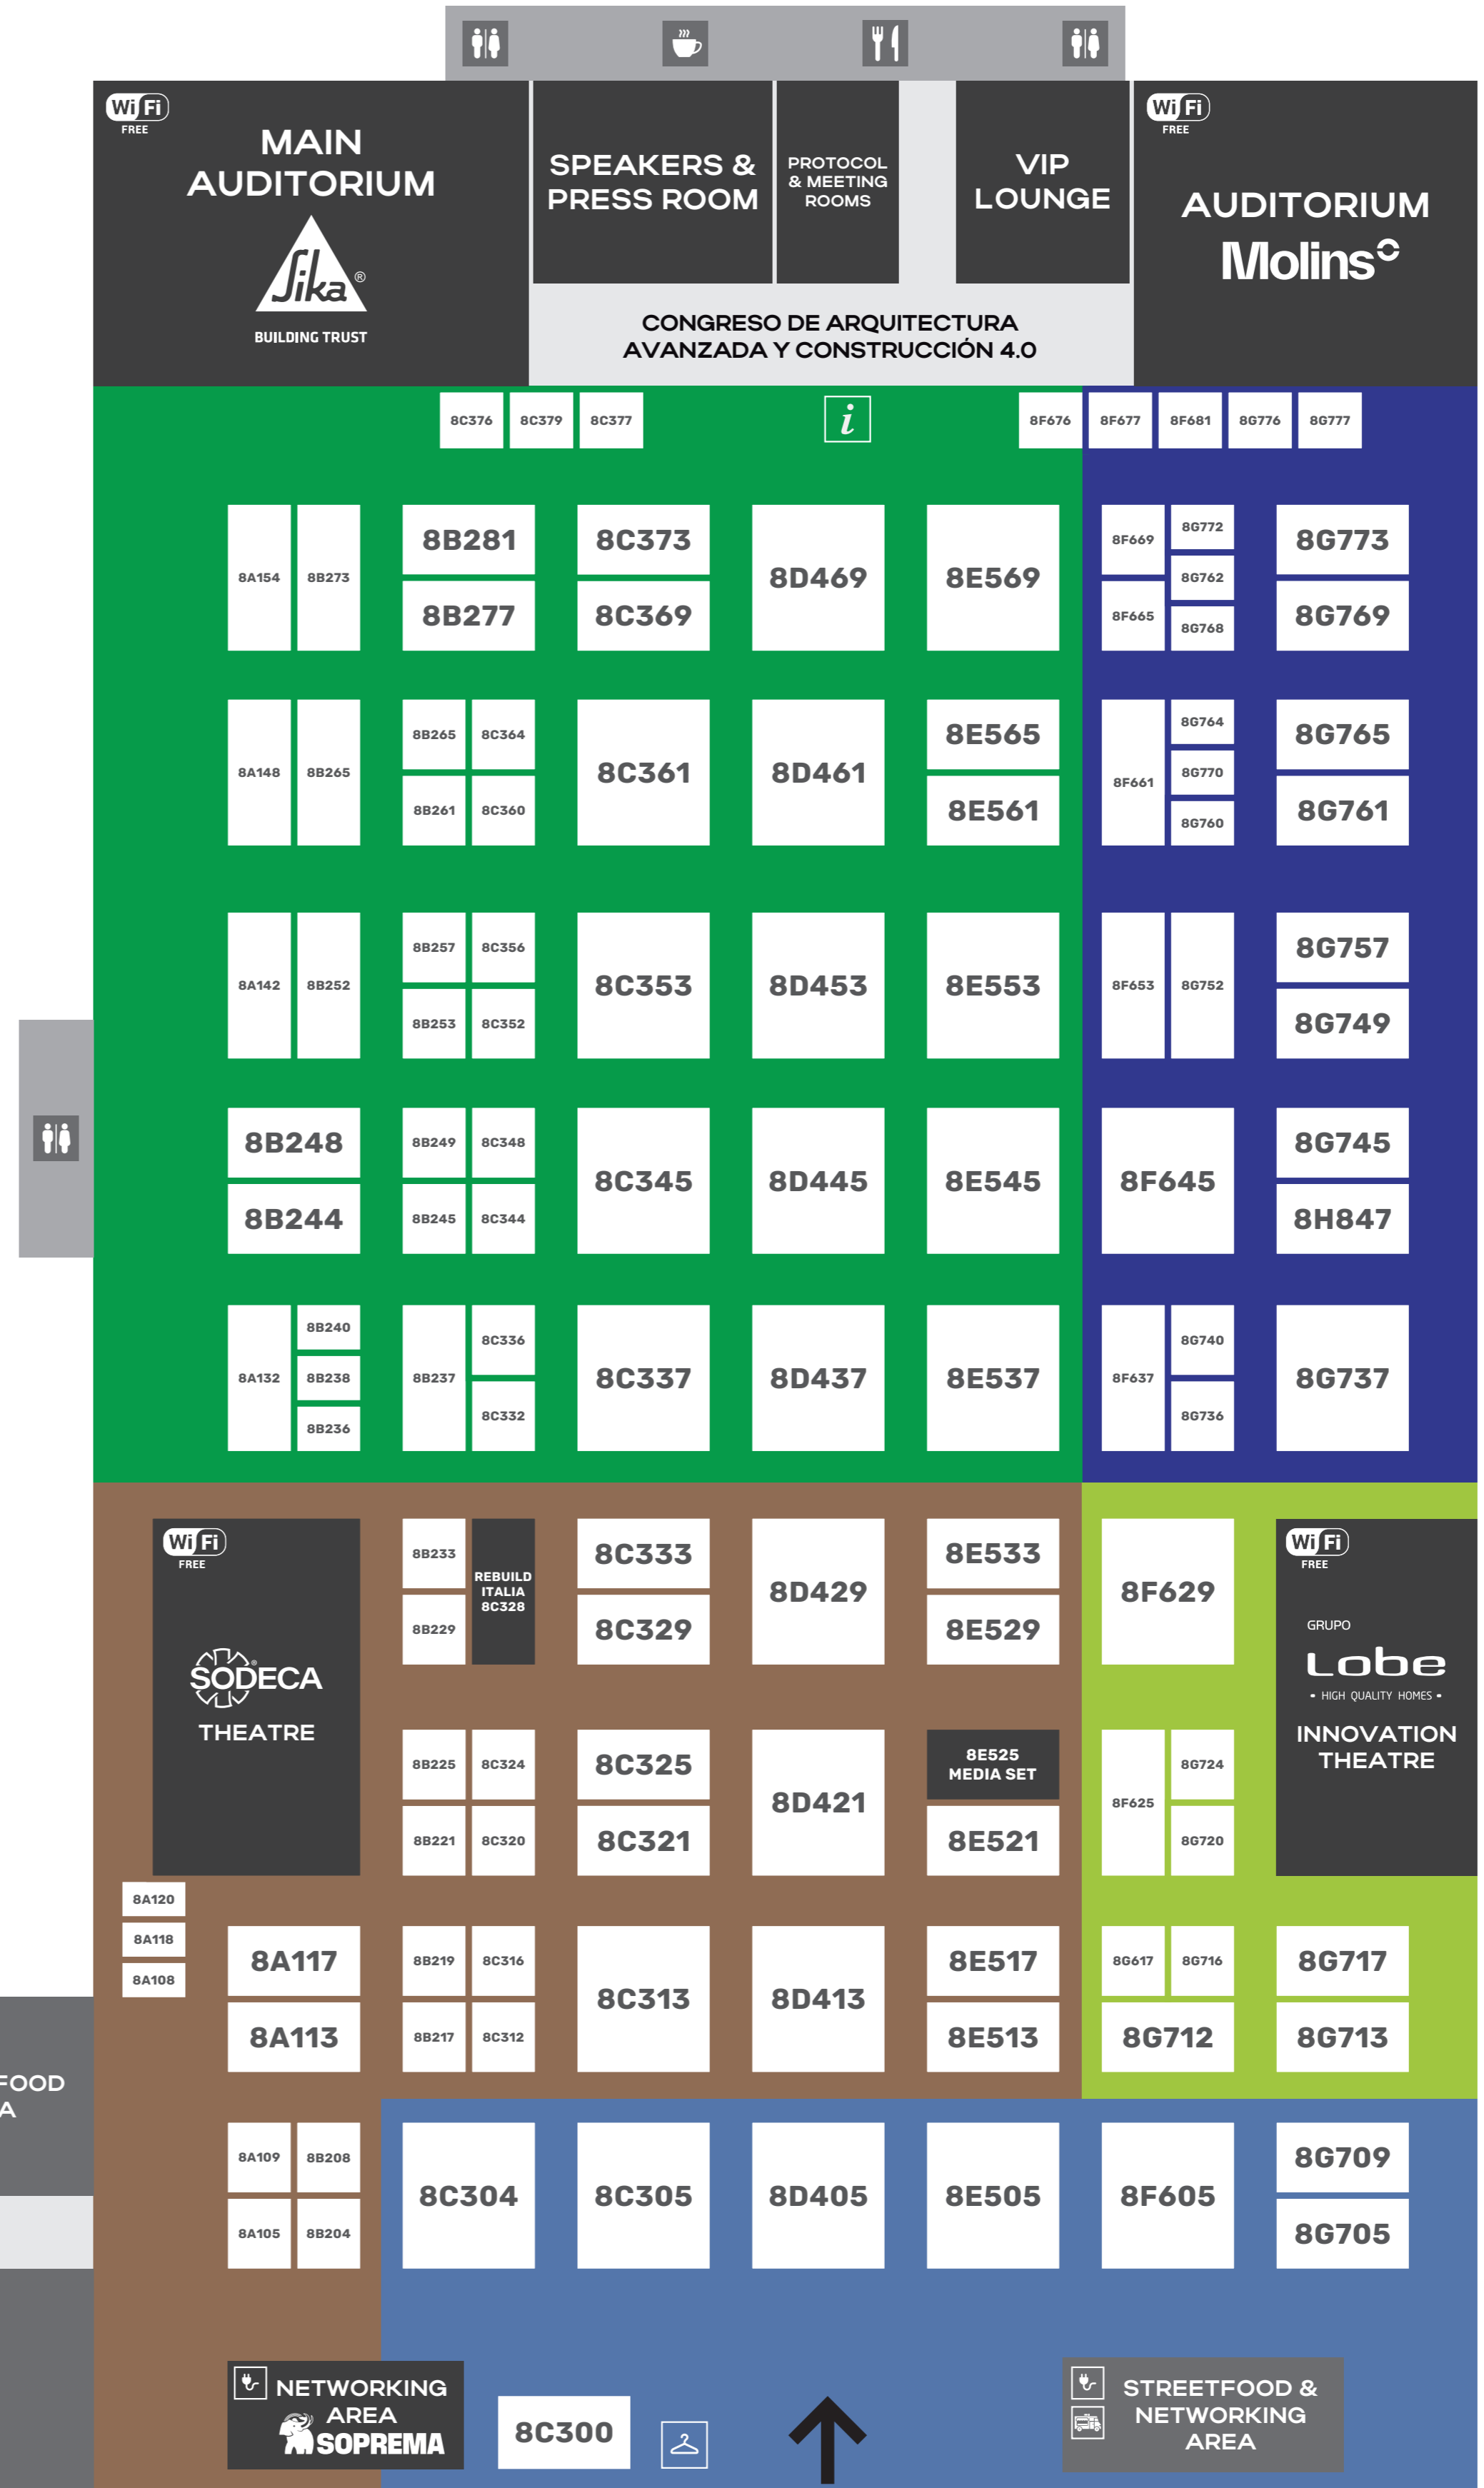 Wi Fi
FREE
MAIN
AUDITORIUM
Sika®
BUILDING TRUST
SPEAKERS &
PRESS ROOM
PROTOCOL
& MEETING
ROOMS
VIP
LOUNGE
Wi Fi
FREE
AUDITORIUM
Molins
CONGRESO DE ARQUITECTURA
AVANZADA Y CONSTRUCCIÓN 4.0
8C376 8C379 8C377 i 8F676 8F677 8F681 8G776 8G777
8A154 8B273
8B281
8B277
8C373
8C369
8D469
8E569
8F669
8F665
8G772
8G762
8G768
8G773
8G769
8A148 8B265
8B265 8C364
8B261 8C360
8C361
8D461
8E565
8E561
8F661
8G764
8G770
8G760
8G765
8G761
8A142 8B252
8B257 8C356
8B253 8C352
8C353
8D453
8E553
8F653 8G752
8G757
8G749
8B248
8B244
8B249 8C348
8B245 8C344
8C345
8D445
8E545
8F645
8G745
8H847
8A132
8B240
8B238
8B236
8B237
8C336
8C332
8C337
8D437
8E537
8F637
8G740
8G736
8G737
Wi Fi
FREE
SODECA®
THEATRE
8B233
8B229
REBUILD
ITALIA
8C328
8C333
8C329
8D429
8E533
8E529
8F629
Wi Fi
FREE
GRUPO
Lobe
• HIGH QUALITY HOMES •
INNOVATION
THEATRE
8B225 8C324
8B221 8C320
8C325
8C321
8D421
8E525
MEDIA SET
8E521
8F625
8G724
8G720
8A120
8A118
8A108
8A117
8A113
8B219 8C316
8B217 8C312
8C313
8D413
8E517
8E513
8G617 8G716
8G712
8G717
8G713
FOOD
A
8A109 8B208
8A105 8B204
8C304
8C305
8D405
8E505
8F605
8G709
8G705
NETWORKING
AREA
SOPREMA
8C300
STREETFOOD &
NETWORKING
AREA